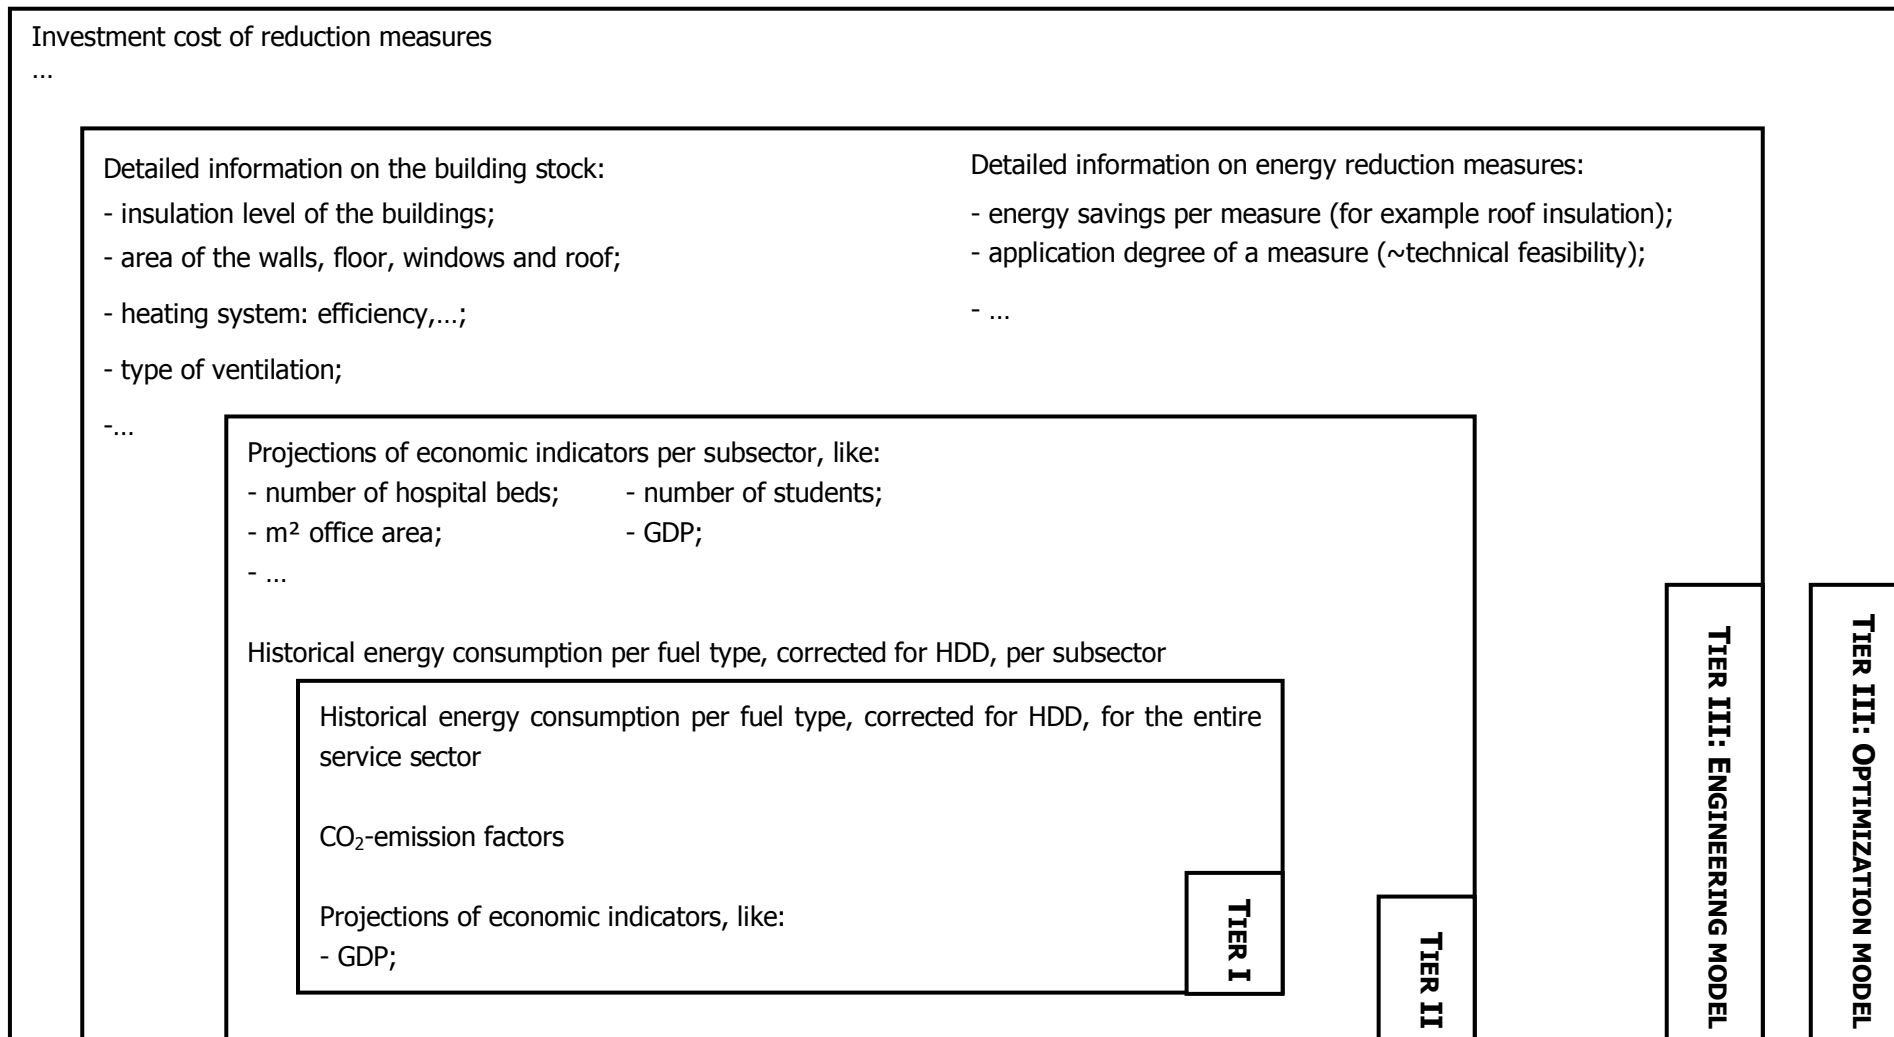 Investment cost of reduction measures
…
Detailed information on the building stock:
- insulation level of the buildings;
- area of the walls, floor, windows and roof;
- heating system: efficiency,…;
- type of ventilation;
-…
Detailed information on energy reduction measures:
- energy savings per measure (for example roof insulation);
- application degree of a measure (~technical feasibility);
- …
Projections of economic indicators per subsector, like:
- number of hospital beds; - number of students;
- m² office area; - GDP;
- …
Historical energy consumption per fuel type, corrected for HDD, per subsector
Historical energy consumption per fuel type, corrected for HDD, for the entire
service sector
CO₂-emission factors
Projections of economic indicators, like:
- GDP;
TIER I
TIER II
TIER III: ENGINEERING MODEL
TIER III: OPTIMIZATION MODEL